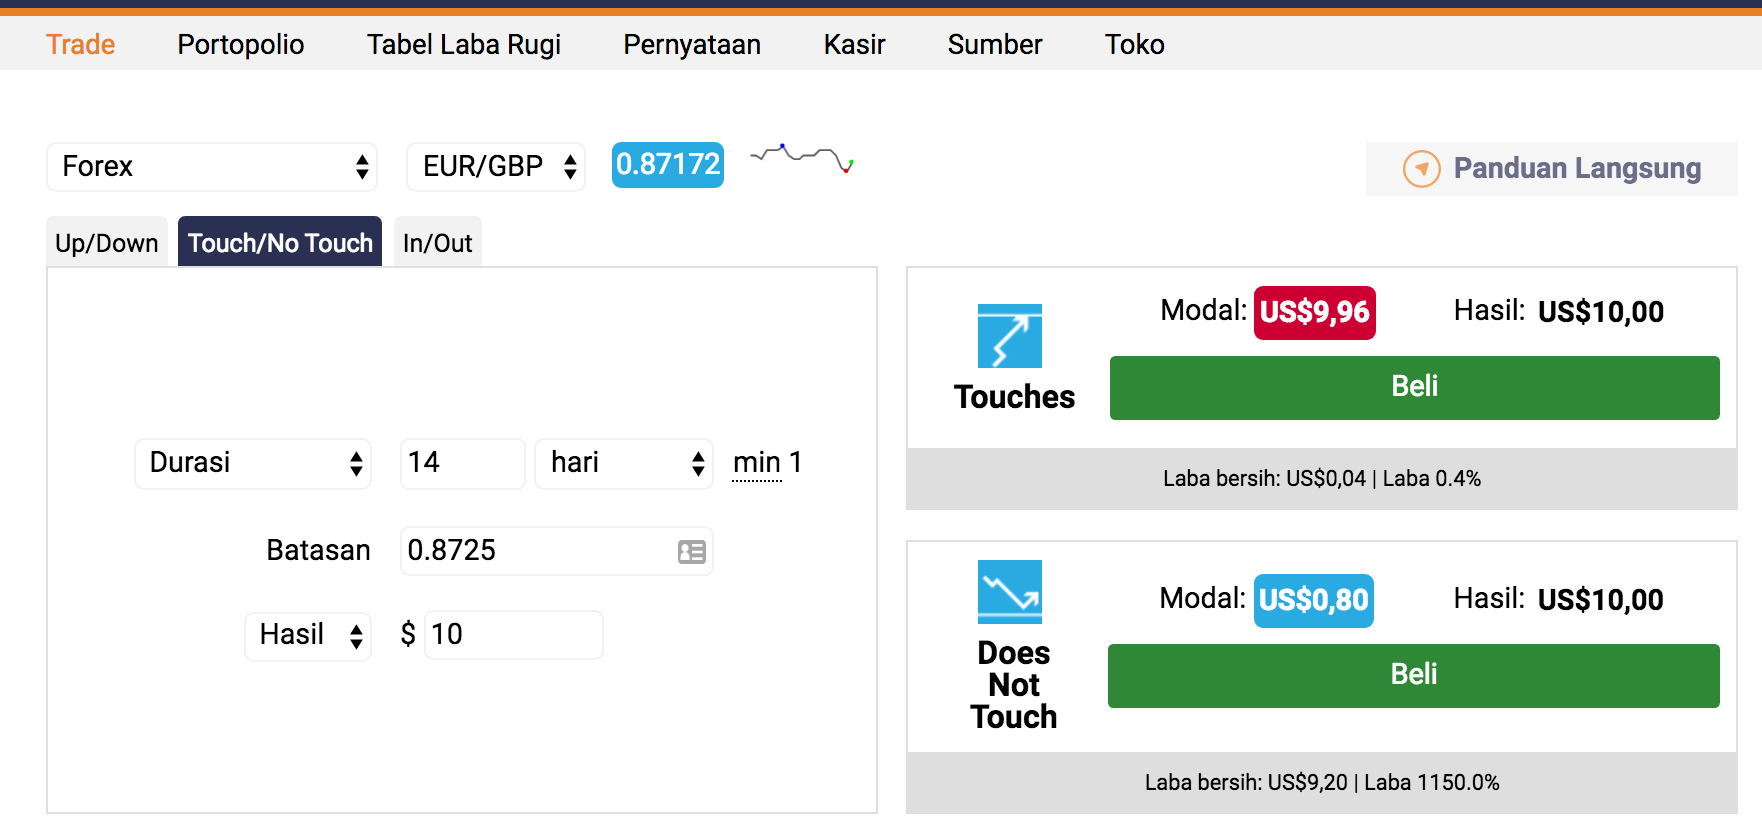 Trade Portopolio Tabel Laba Rugi Pernyataan Kasir Sumber Toko
Forex EUR/GBP 0.87172 Panduan Langsung
Up/Down Touch/No Touch In/Out
Durasi 14 hari min 1
Batasan 0.8725
Hasil $ 10
Modal: US$9,96 Hasil: US$10,00
Touches
Beli
Laba bersih: US$0,04 | Laba 0.4%
Modal: US$0,80 Hasil: US$10,00
Does
Not
Touch
Beli
Laba bersih: US$9,20 | Laba 1150.0%